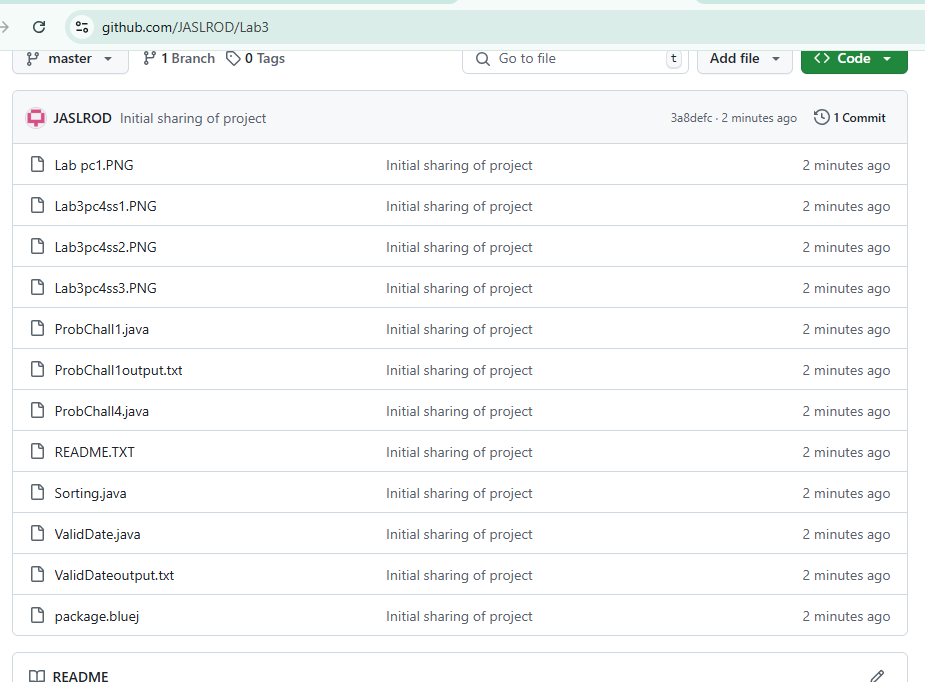 github.com/JASLROD/Lab3
master 1 Branch 0 Tags Go to file t Add file <> Code
JASLROD Initial sharing of project 3a8defc · 2 minutes ago 1 Commit
Lab pc1.PNG Initial sharing of project 2 minutes ago
Lab3pc4ss1.PNG Initial sharing of project 2 minutes ago
Lab3pc4ss2.PNG Initial sharing of project 2 minutes ago
Lab3pc4ss3.PNG Initial sharing of project 2 minutes ago
ProbChall1.java Initial sharing of project 2 minutes ago
ProbChall1output.txt Initial sharing of project 2 minutes ago
ProbChall4.java Initial sharing of project 2 minutes ago
README.TXT Initial sharing of project 2 minutes ago
Sorting.java Initial sharing of project 2 minutes ago
ValidDate.java Initial sharing of project 2 minutes ago
ValidDateoutput.txt Initial sharing of project 2 minutes ago
package.bluej Initial sharing of project 2 minutes ago
README